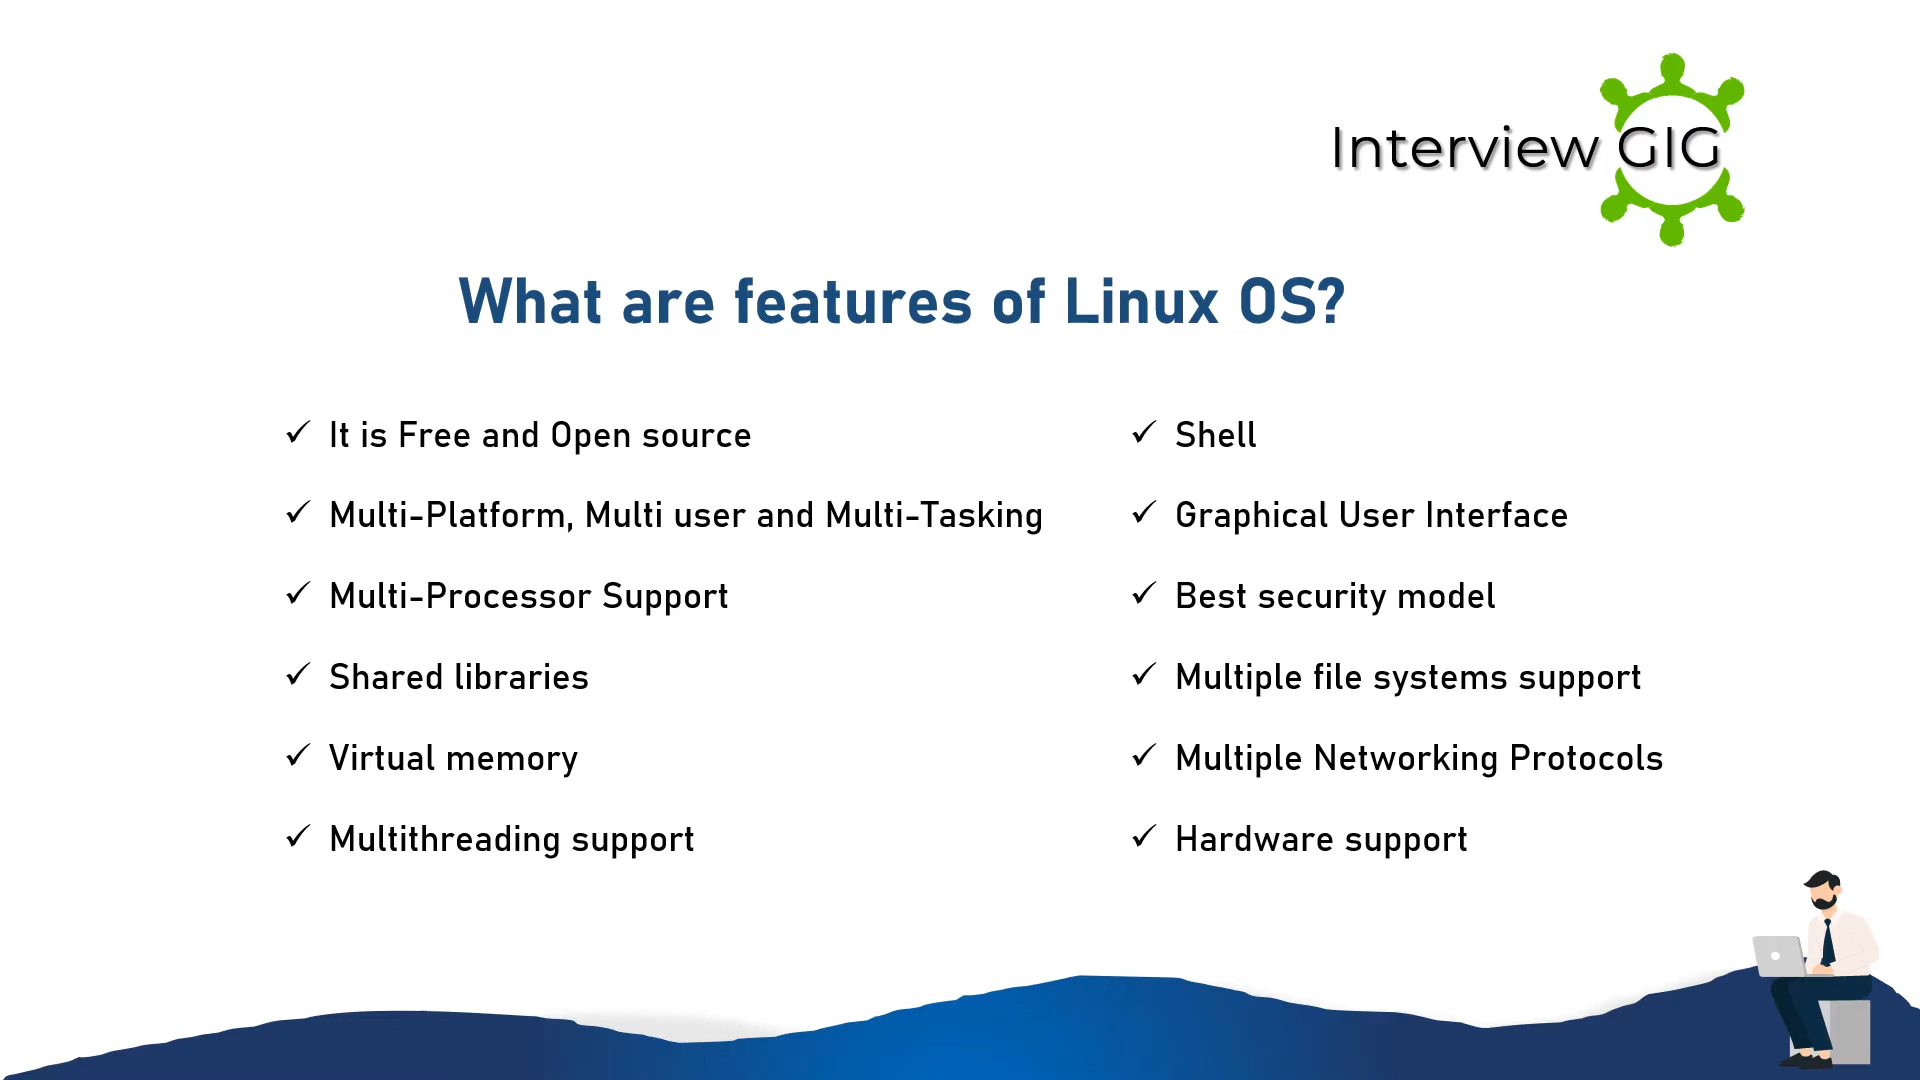 Interview GIG
What are features of Linux OS?
✓ It is Free and Open source
✓ Multi-Platform, Multi user and Multi-Tasking
✓ Multi-Processor Support
✓ Shared libraries
✓ Virtual memory
✓ Multithreading support
✓ Shell
✓ Graphical User Interface
✓ Best security model
✓ Multiple file systems support
✓ Multiple Networking Protocols
✓ Hardware support